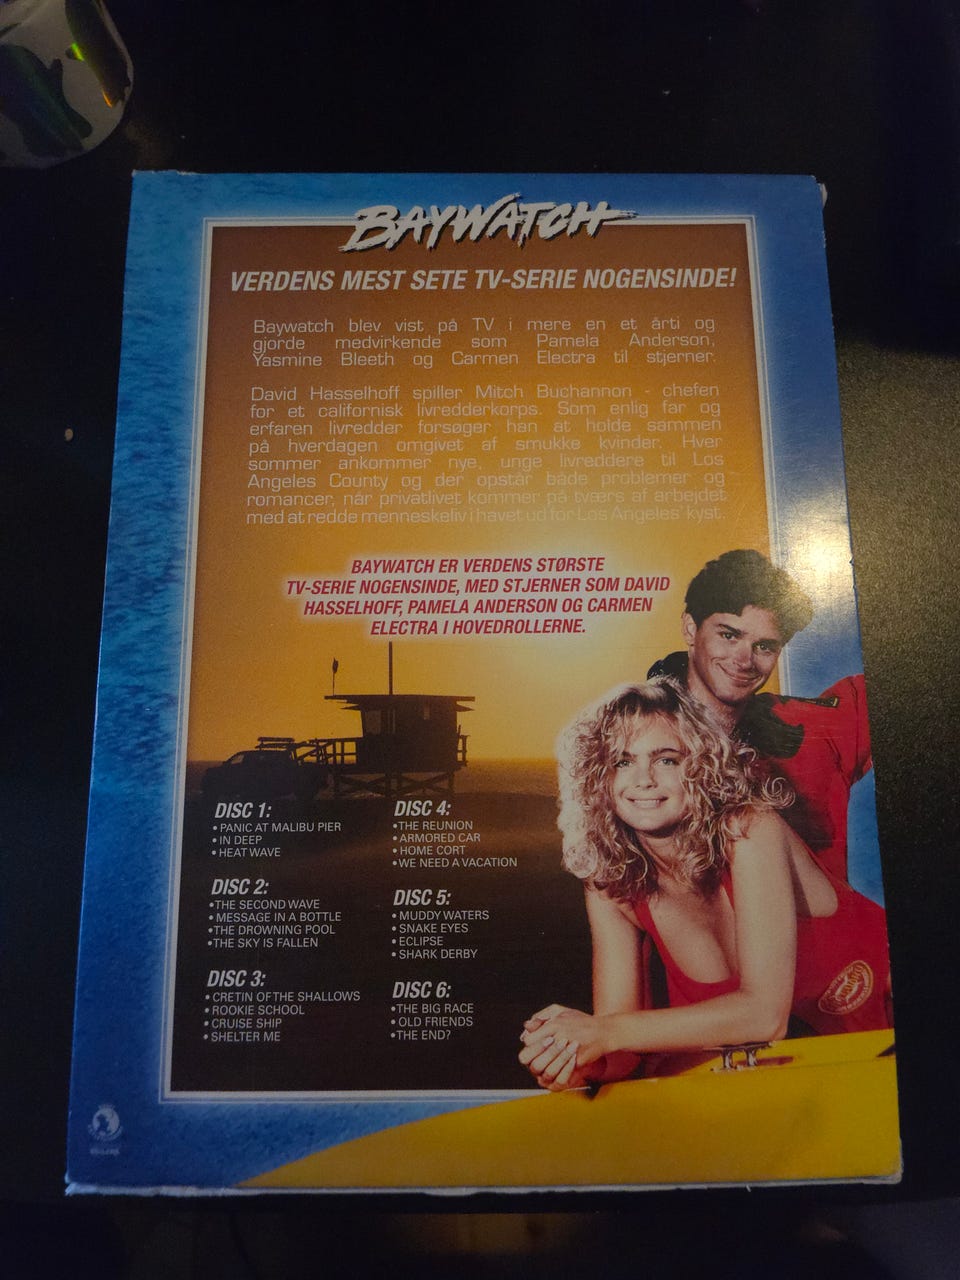 BAYWATCH
VERDENS MEST SETE TV-SERIE NOGENSINDE!
Baywatch blev vist på TV i mere en et årti og
gjorde medvirkende som Pamela Anderson,
Yasmine Bleeth og Carmen Electra til stjerner.
David Hasselhoff spiller Mitch Buchannon - chefen
for et californisk livredderkorps. Som enlig far og
erfaren livredder forsøger han at holde sammen
på hverdagen omgivet af smukke kvinder. Hver
sommer ankommer nye, unge livreddere til Los
Angeles County og der opstår både problemer og
romancer, når privatlivet kommer på tværs af arbejdet
med at redde menneskeliv i havet ud for Los Angeles' kyst.
BAYWATCH ER VERDENS STØRSTE
TV-SERIE NOGENSINDE, MED STJERNER SOM DAVID
HASSELHOFF, PAMELA ANDERSON OG CARMEN
ELECTRA I HOVEDROLLERNE.
DISC 1:
• PANIC AT MALIBU PIER
• IN DEEP
• HEAT WAVE
DISC 2:
•THE SECOND WAVE
• MESSAGE IN A BOTTLE
•THE DROWNING POOL
•THE SKY IS FALLEN
DISC 3:
• CRETIN OF THE SHALLOWS
• ROOKIE SCHOOL
• CRUISE SHIP
• SHELTER ME
DISC 4:
•THE REUNION
• ARMORED CAR
• HOME CORT
• WE NEED A VACATION
DISC 5:
• MUDDY WATERS
• SNAKE EYES
• ECLIPSE
• SHARK DERBY
DISC 6:
•THE BIG RACE
• OLD FRIENDS
•THE END?